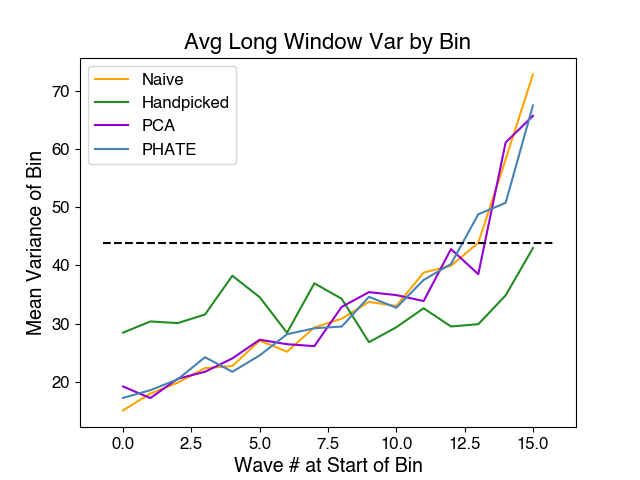 Avg Long Window Var by Bin
Naive
Handpicked
PCA
PHATE
Mean Variance of Bin
70
60
50
40
30
20
0.0 2.5 5.0 7.5 10.0 12.5 15.0
Wave # at Start of Bin